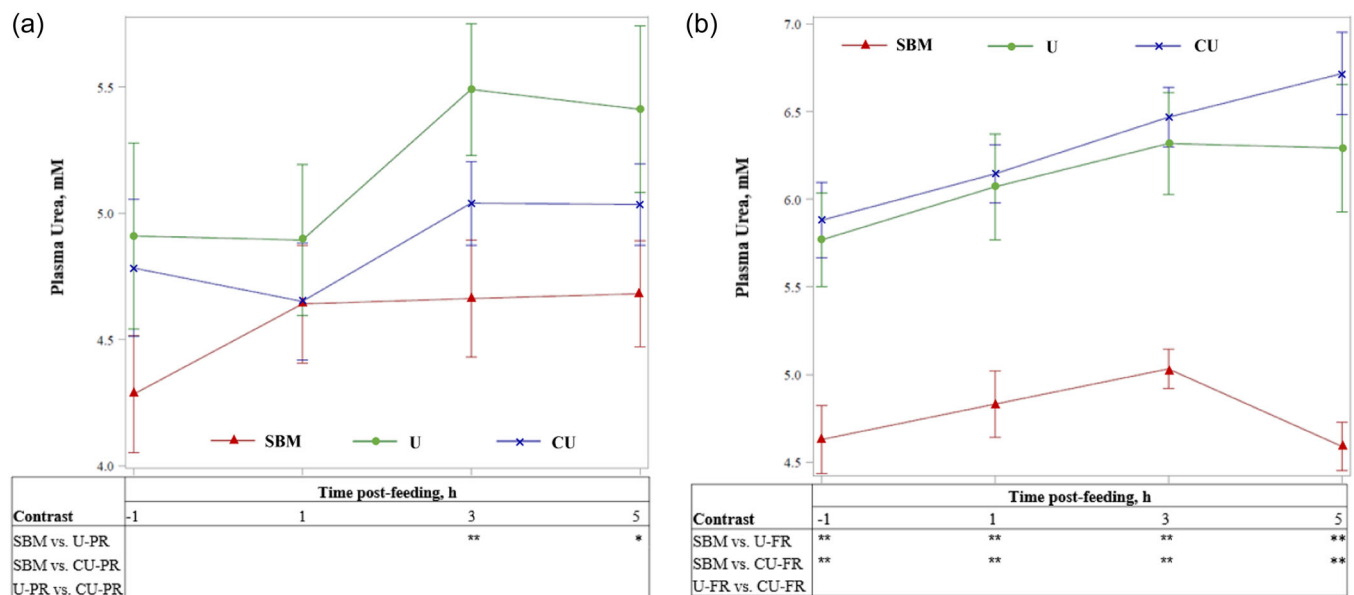 (a)
5.5
5.0
4.5
4.0
Plasma Urea, mM
SBM U CU
Time post-feeding, h
Contrast -1 1 3 5
SBM vs. U-PR ** *
SBM vs. CU-PR
U-PR vs. CU-PR
(b)
7.0
6.5
6.0
5.5
5.0
4.5
Plasma Urea, mM
SBM U CU
Time post-feeding, h
Contrast -1 1 3 5
SBM vs. U-FR ** ** ** **
SBM vs. CU-FR ** ** ** **
U-FR vs. CU-FR